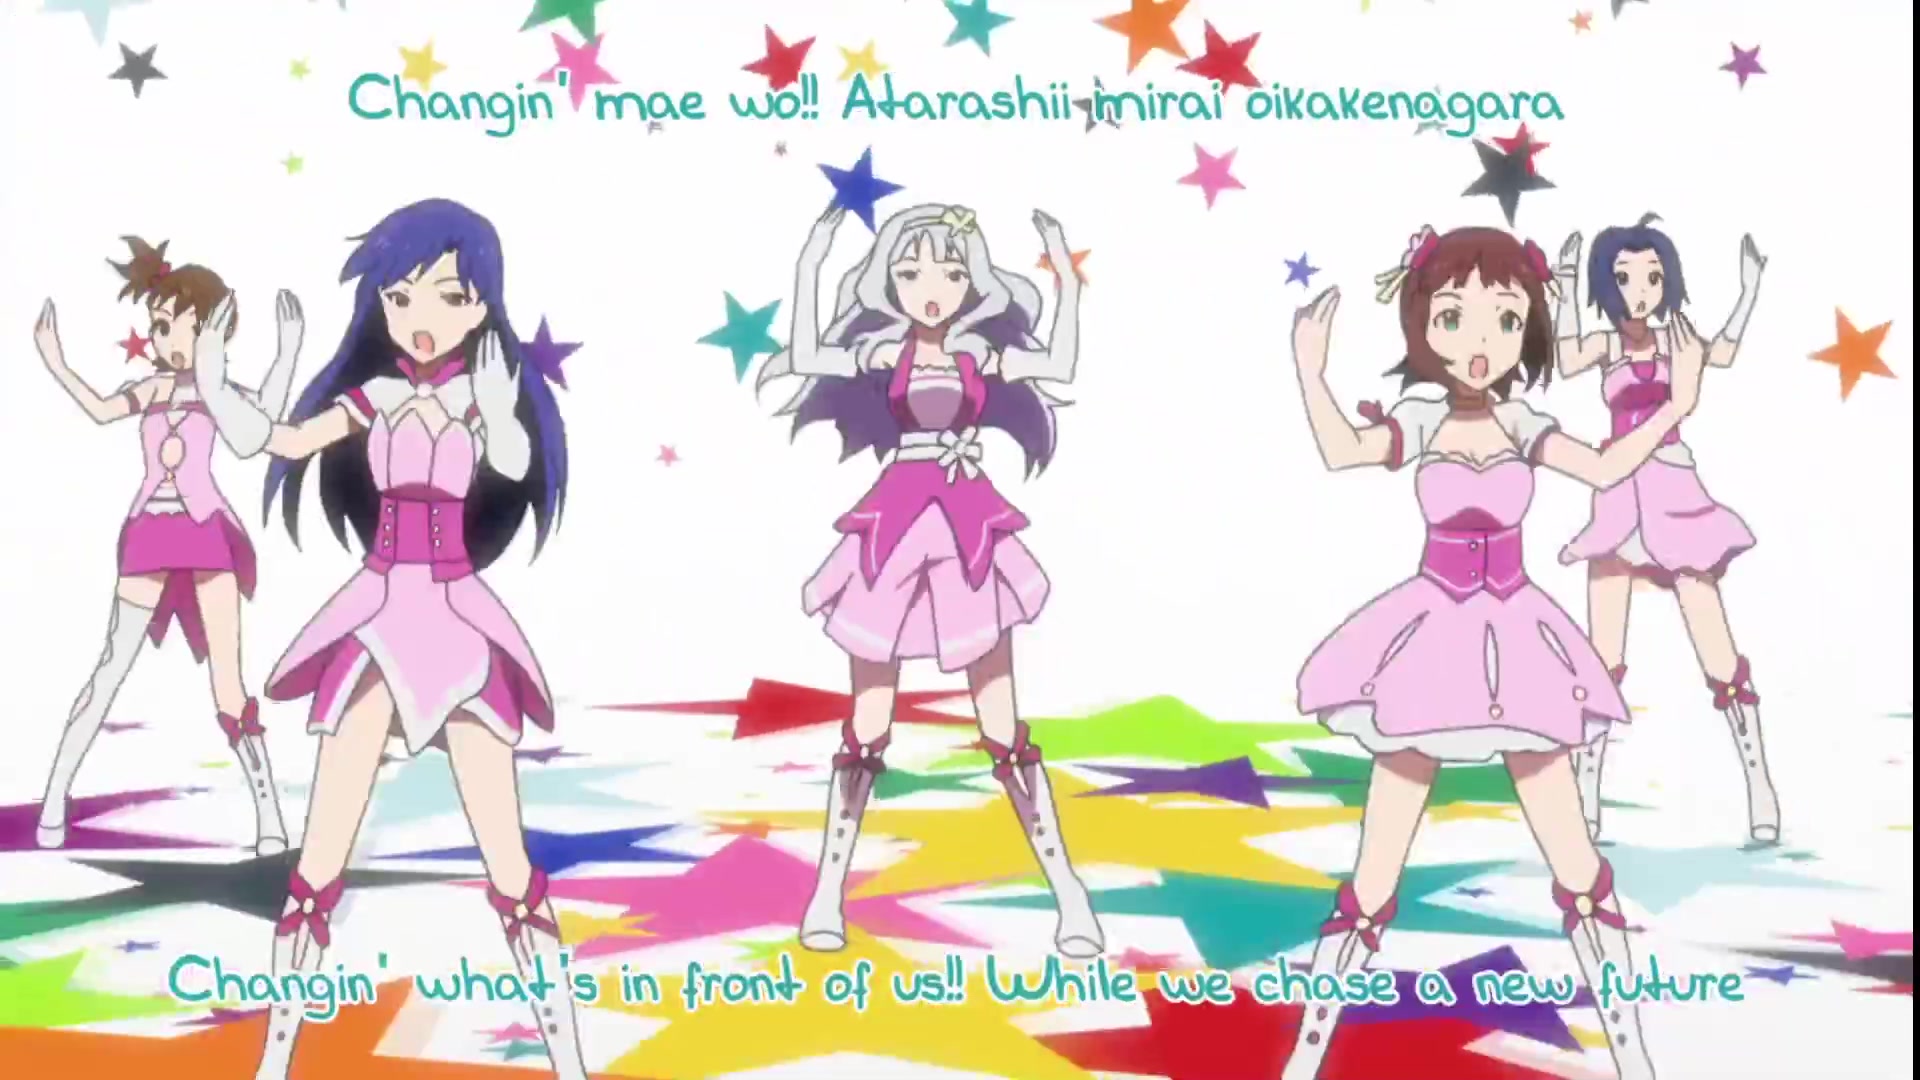 Changin' mae wo!! Atarashii mirai oikakenagara
Changin' what's in front of us!! While we chase a new future